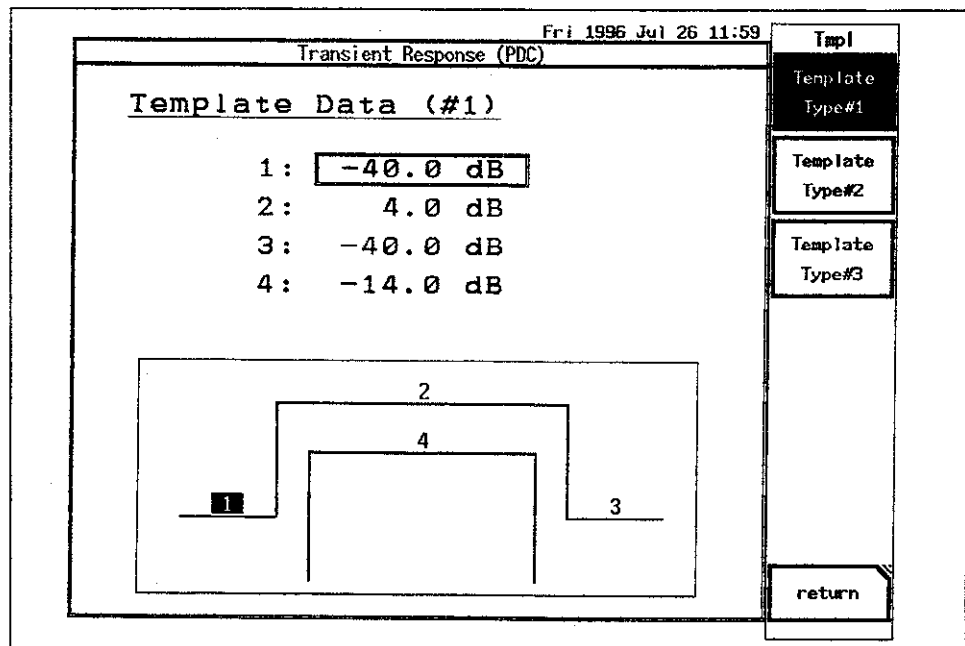 Fri 1996 Jul 26 11:59
Transient Response (PDC)
Template Data (#1)
1: -40.0 dB
2: 4.0 dB
3: -40.0 dB
4: -14.0 dB
2
4
1
3
Tmpl
Template
Type#1
Template
Type#2
Template
Type#3
return